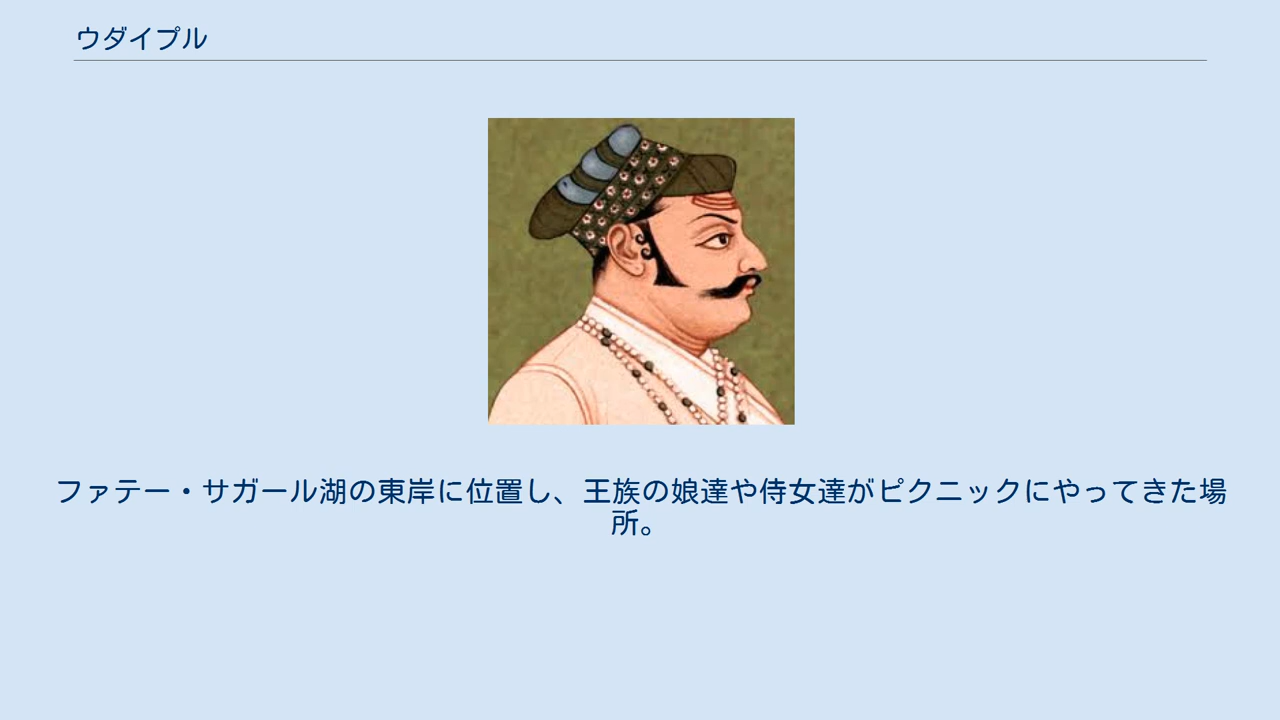 ウダイプル
ファテー・サガール湖の東岸に位置し、王族の娘達や侍女達がピクニックにやってきた場
所。